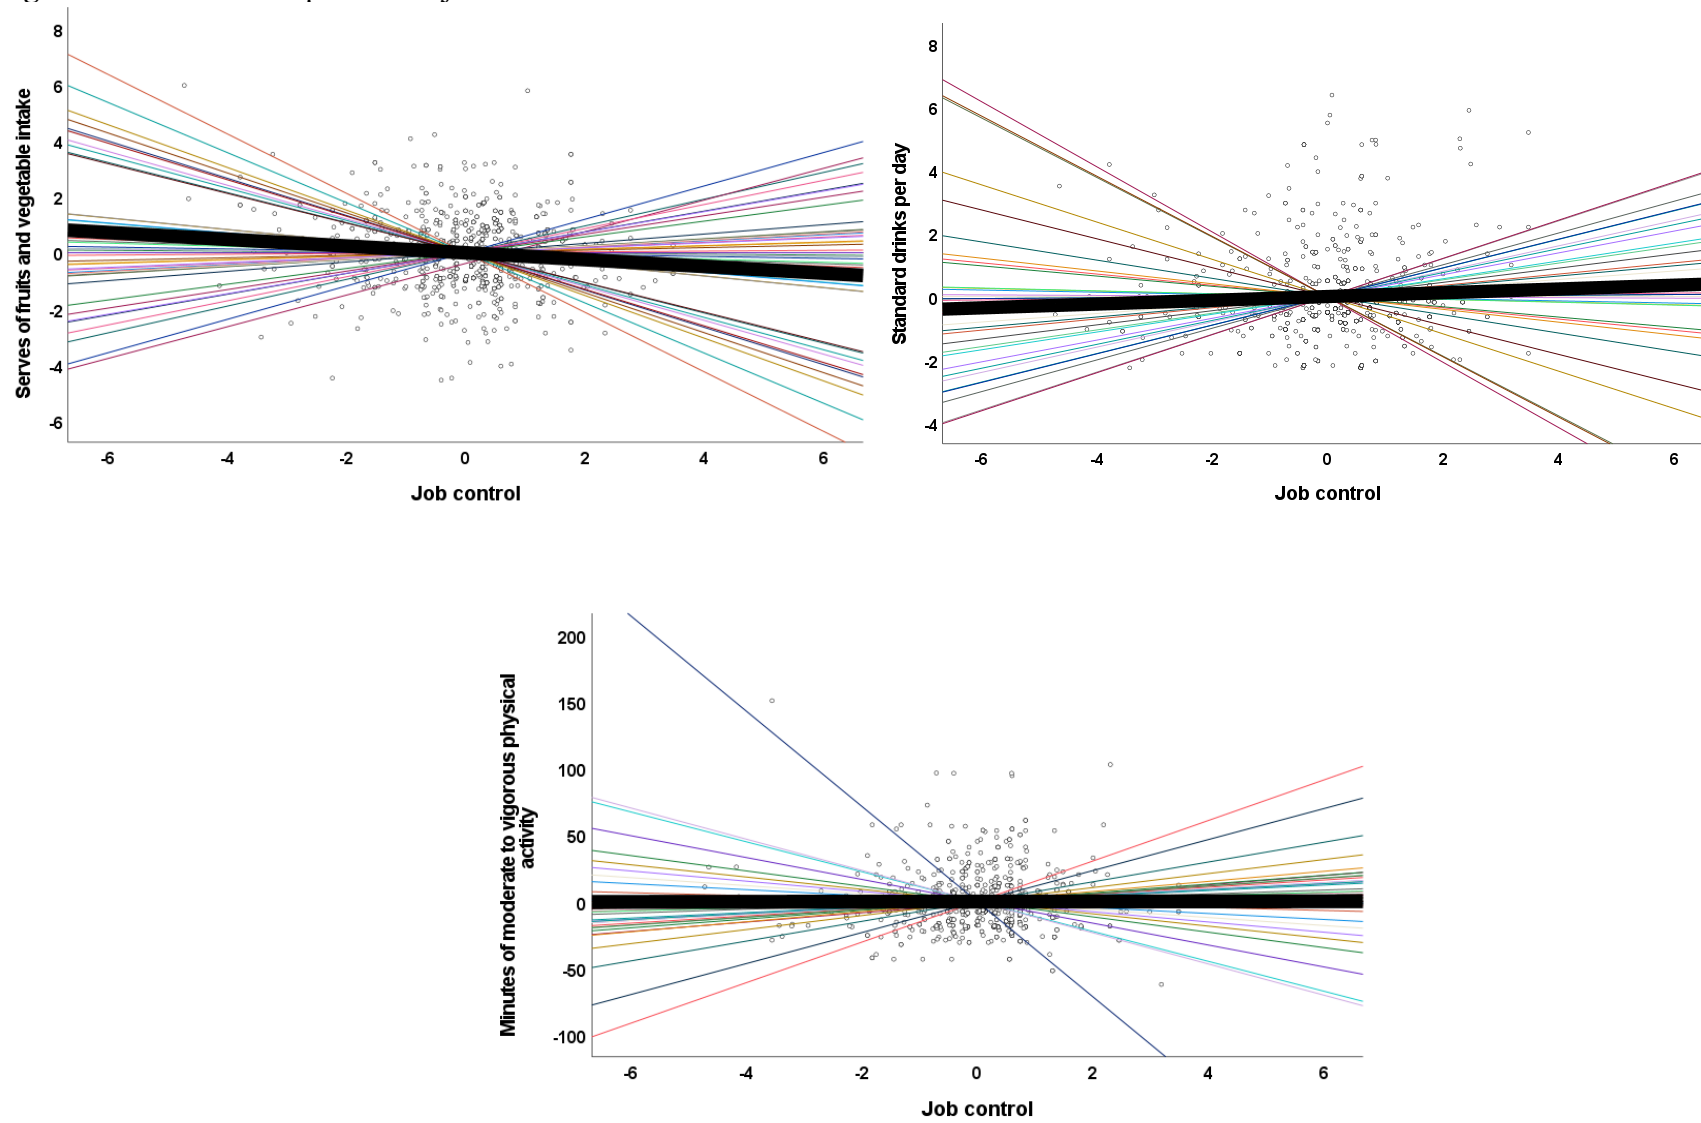 8
6
4
2
0
-2
-4
-6
Serves of fruits and vegetable intake
-6 -4 -2 0 2 4 6
Job control
8
6
4
2
0
-2
-4
Standard drinks per day
-6 -4 -2 0 2 4 6
Job control
200
150
100
50
0
-50
-100
Minutes of moderate to vigorous physical
activity
-6 -4 -2 0 2 4 6
Job control